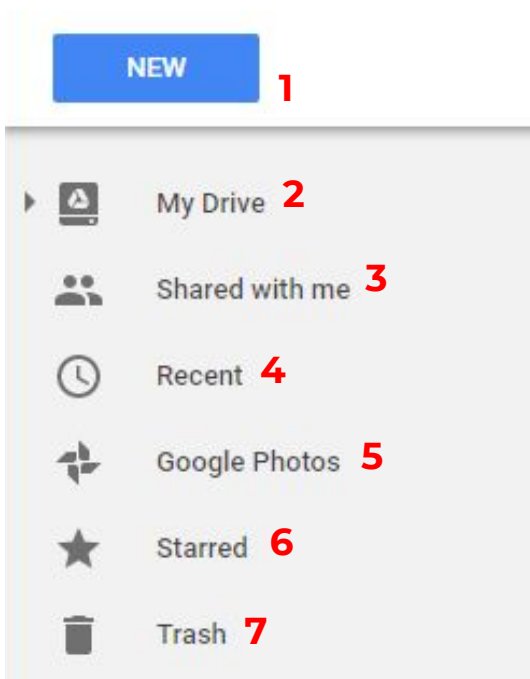 NEW 1
My Drive 2
Shared with me 3
Recent 4
Google Photos 5
Starred 6
Trash 7